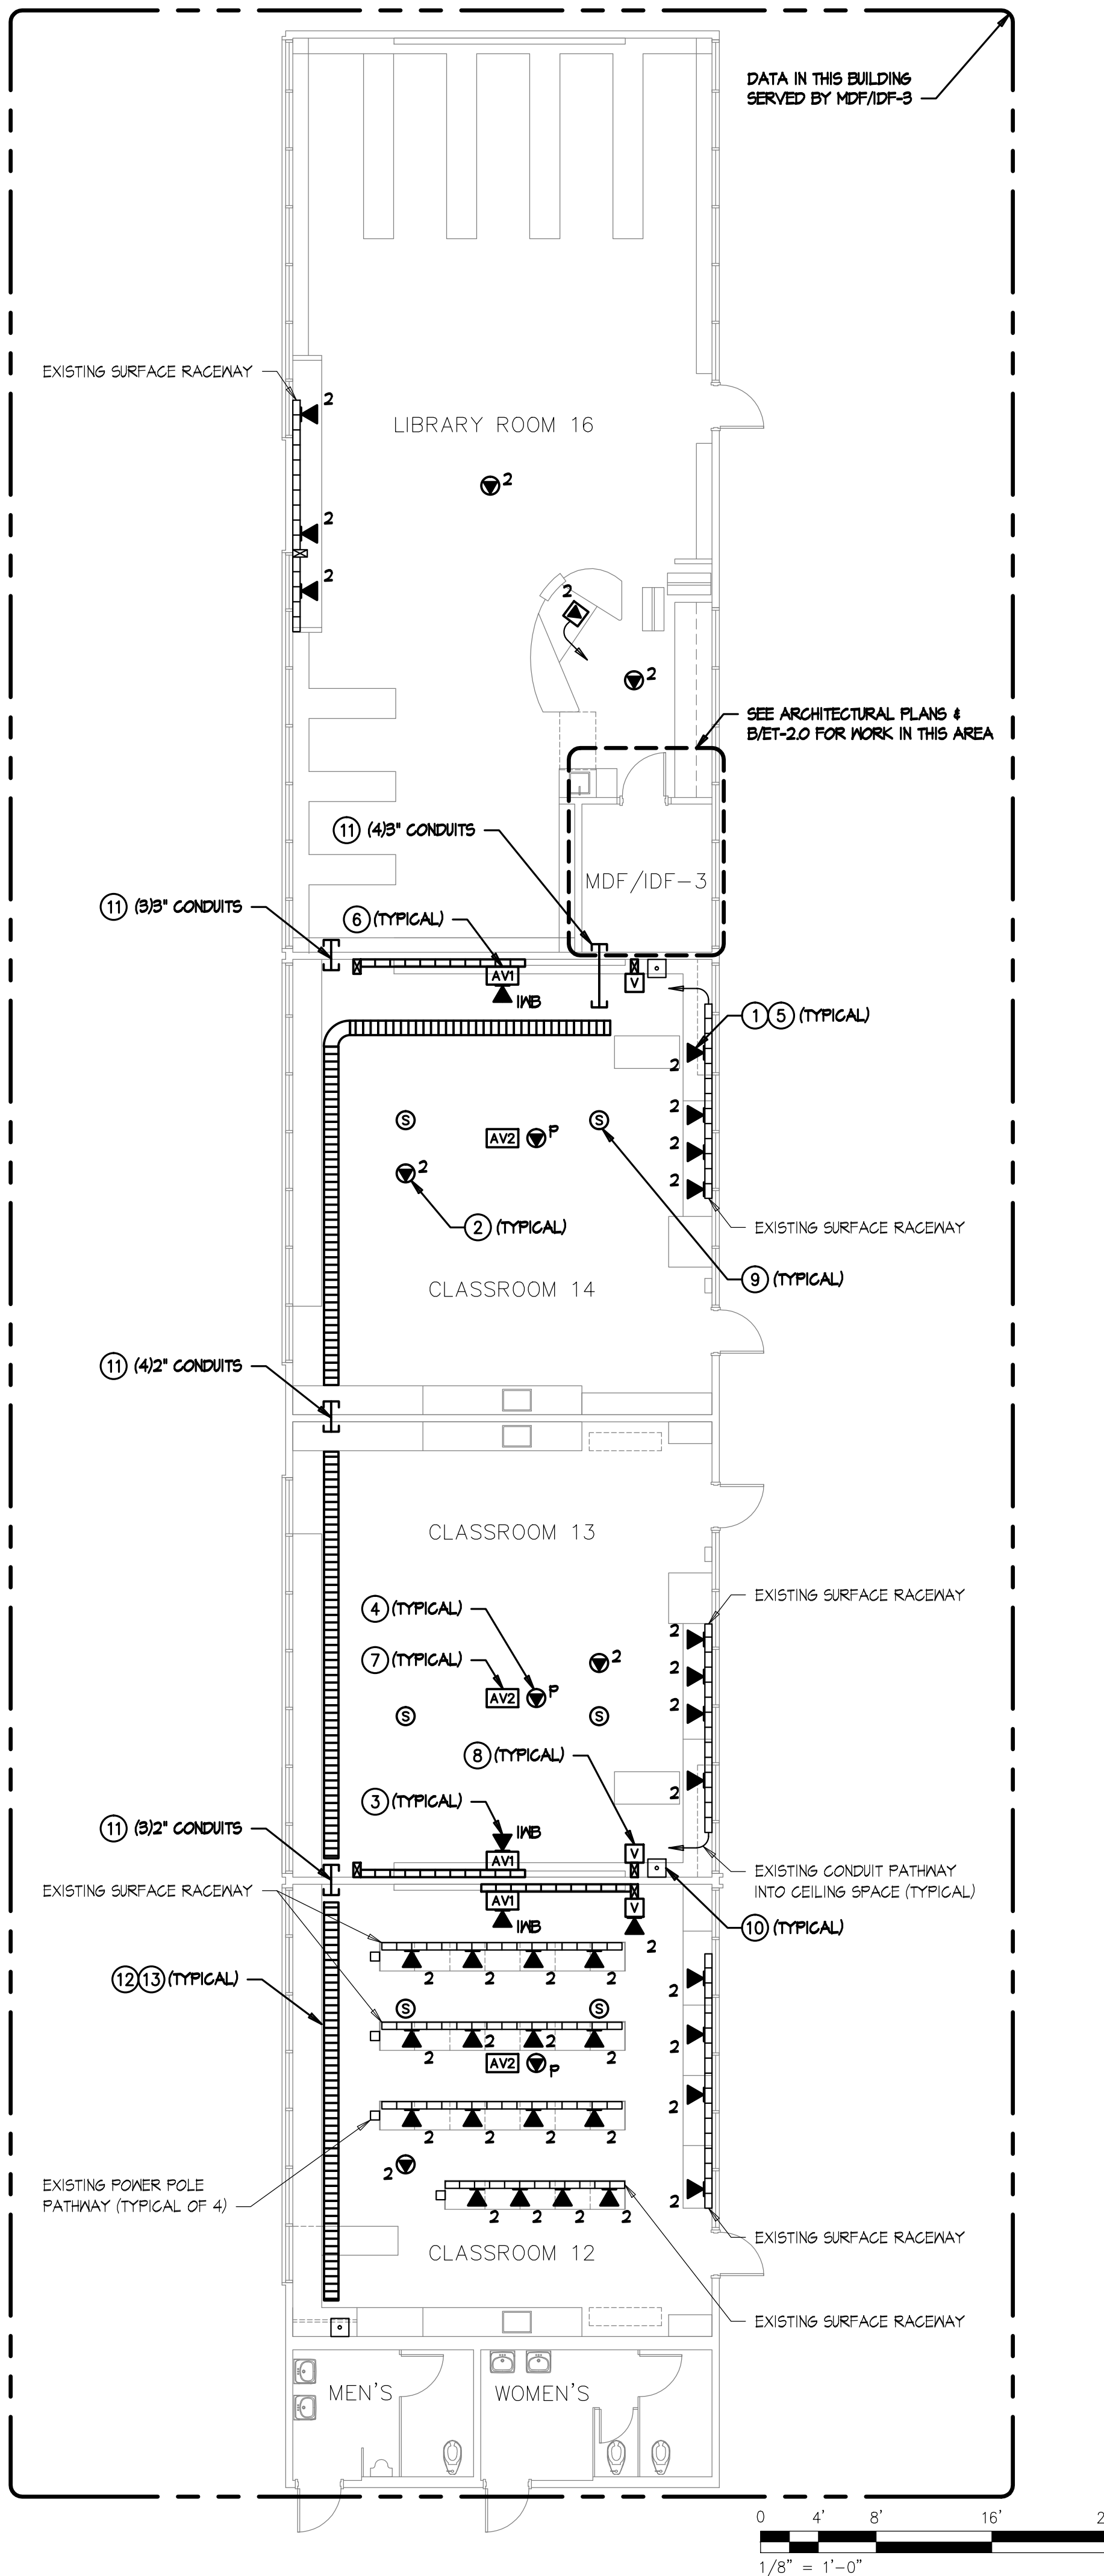 DATA IN THIS BUILDING
SERVED BY MDF/IDF-3
EXISTING SURFACE RACEWAY
2
LIBRARY ROOM 16
2
2
2
2
2
SEE ARCHITECTURAL PLANS &
B/ET-2.0 FOR WORK IN THIS AREA
11 (4)3" CONDUITS
MDF/IDF-3
11 (3)3" CONDUITS
6 (TYPICAL)
AV1
V
IWB
1 5 (TYPICAL)
2
2
S
S
AV2
P
2
2
2
2 (TYPICAL)
EXISTING SURFACE RACEWAY
9 (TYPICAL)
CLASSROOM 14
11 (4)2" CONDUITS
CLASSROOM 13
EXISTING SURFACE RACEWAY
4 (TYPICAL)
2
7 (TYPICAL)
2
2
AV2
P
2
S
S
8 (TYPICAL)
2
3 (TYPICAL)
11 (3)2" CONDUITS
IWB
AV1
V
EXISTING CONDUIT PATHWAY
INTO CEILING SPACE (TYPICAL)
EXISTING SURFACE RACEWAY
AV1
V
IWB
10 (TYPICAL)
2
12 13 (TYPICAL)
2
2
2
2
2
S
S
2
2
2
2
2
AV2
P
2
2
2
2
2
2
EXISTING POWER POLE
PATHWAY (TYPICAL OF 4)
2
2
2
2
2
EXISTING SURFACE RACEWAY
CLASSROOM 12
EXISTING SURFACE RACEWAY
MEN'S
WOMEN'S
0 4' 8' 16' 2
1/8" = 1'-0"